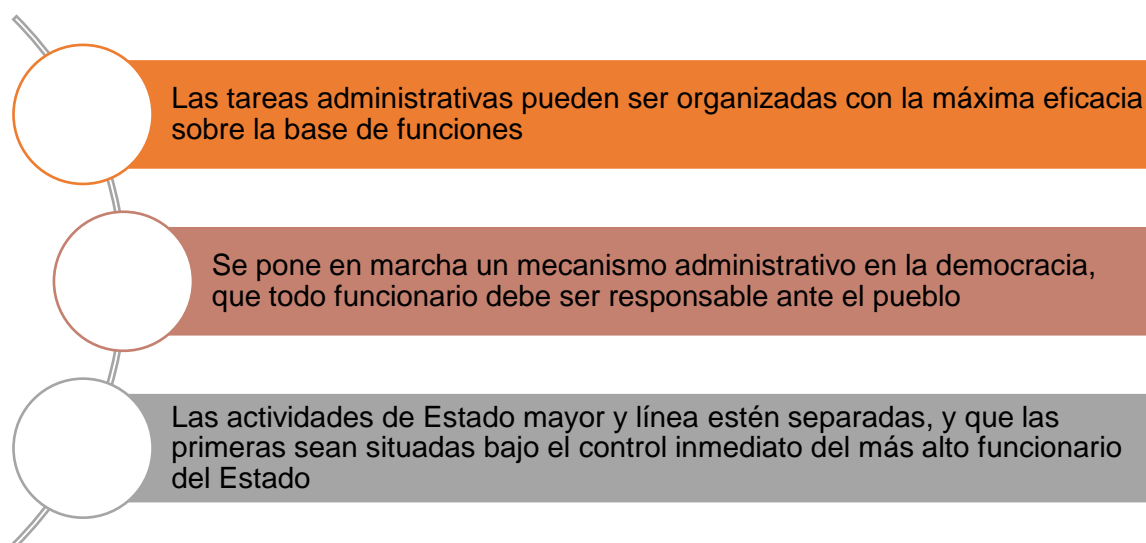 Las tareas administrativas pueden ser organizadas con la máxima eficacia
sobre la base de funciones
Se pone en marcha un mecanismo administrativo en la democracia,
que todo funcionario debe ser responsable ante el pueblo
Las actividades de Estado mayor y línea estén separadas, y que las
primeras sean situadas bajo el control inmediato del más alto funcionario
del Estado